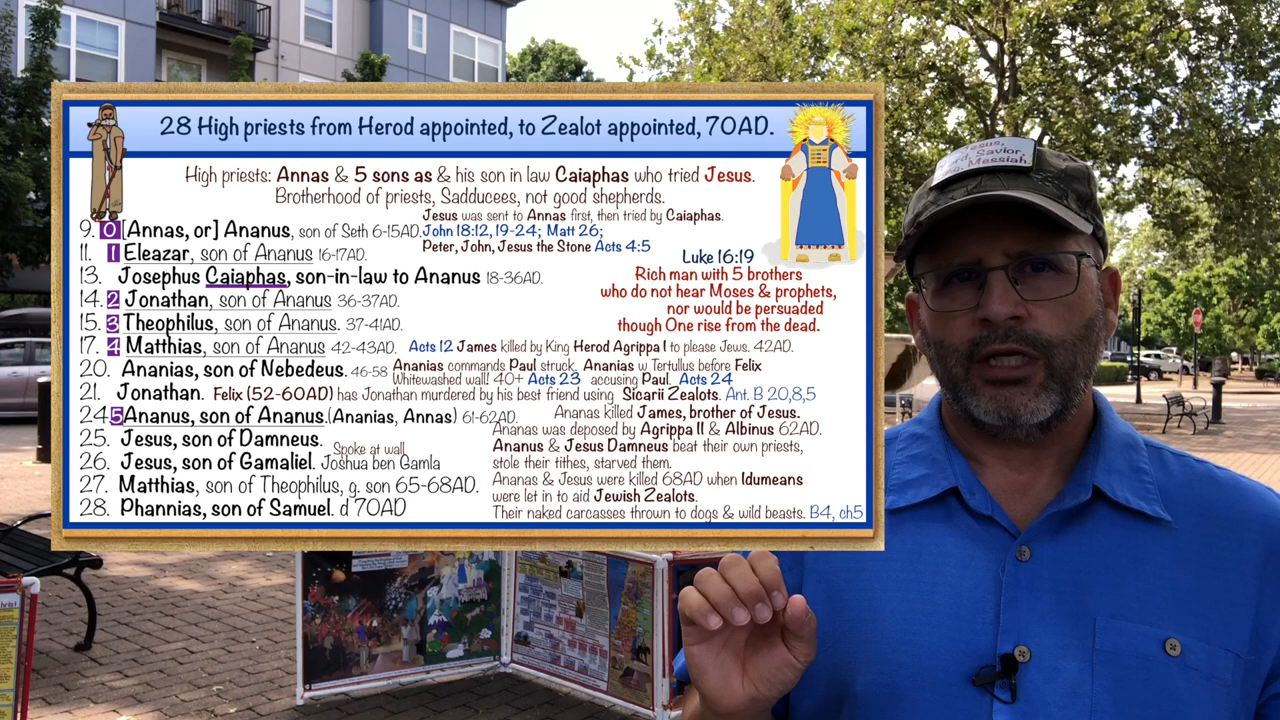 28 High priests from Herod appointed, to Zealot appointed, 70AD.
High priests: Annas & 5 sons as & his son in law Caiaphas who tried Jesus.
Brotherhood of priests, Sadducees, not good shepherds.
Jesus was sent to Annas first, then tried by Caiaphas.
9. 0 [Annas, or] Ananus, son of Seth 6-15AD. John 18:12, 19-24; Matt 26;
Peter, John, Jesus the Stone Acts 4:5
11. 1 Eleazar, son of Ananus 16-17AD.
Luke 16:19
13. Josephus Caiaphas, son-in-law to Ananus 18-36AD.
Rich man with 5 brothers
who do not hear Moses & prophets,
nor would be persuaded
though One rise from the dead.
14. 2 Jonathan, son of Ananus 36-37AD.
15. 3 Theophilus, son of Ananus. 37-41AD.
17. 4 Matthias, son of Ananus 42-43AD. Acts 12 James killed by King Herod Agrippa I to please Jews. 42AD.
20. Ananias, son of Nebedeus. 46-58 Ananias commands Paul struck, Ananias w Tertullus before Felix
Whitewashed wall! 40+ Acts 23 accusing Paul. Acts 24
21. Jonathan. Felix (52-60AD) has Jonathan murdered by his best friend using Sicarii Zealots. Ant. B 20,8,5
24 5 Ananus, son of Ananus.(Ananias, Annas) 61-62AD. Ananas killed James, brother of Jesus.
Ananas was deposed by Agrippa II & Albinus 62AD.
25. Jesus, son of Damneus.
Ananus & Jesus Damneus beat their own priests,
stole their tithes, starved them.
Spoke at wall
26. Jesus, son of Gamaliel. Joshua ben Gamla
27. Matthias, son of Theophilus, g. son 65-68AD.
Ananas & Jesus were killed 68AD when Idumeans
were let in to aid Jewish Zealots.
28. Phannias, son of Samuel. d 70AD
Their naked carcasses thrown to dogs & wild beasts. B4, ch5
Jesus,
Savior,
Messiah.